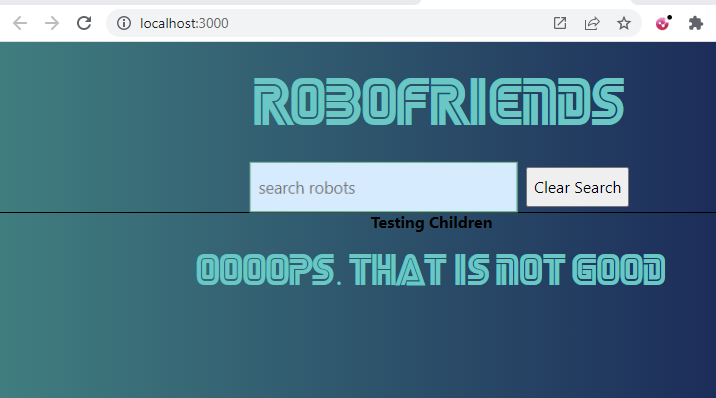 localhost:3000
ROBOFRIENDS
search robots Clear Search
Testing Children
OOOOPS. THAT IS NOT GOOD